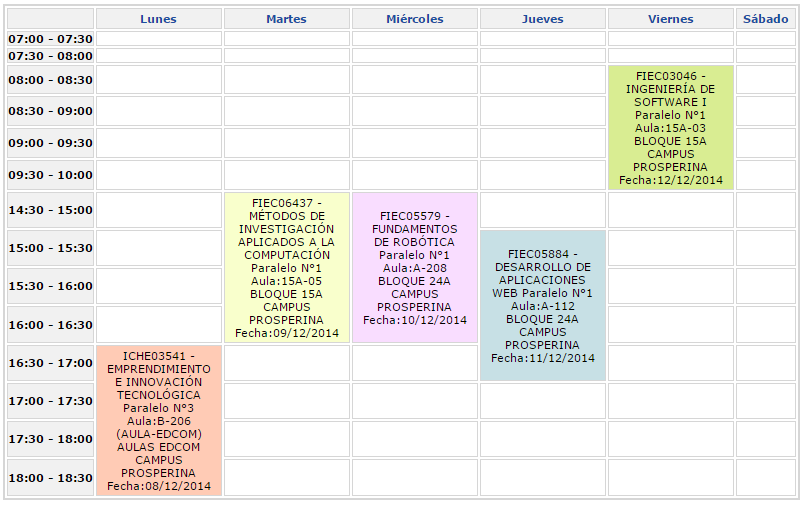 Lunes Martes Miércoles Jueves Viernes Sábado
07:00 - 07:30
07:30 - 08:00
08:00 - 08:30
08:30 - 09:00
09:00 - 09:30
09:30 - 10:00
FIEC03046 -
INGENIERÍA DE
SOFTWARE I
Paralelo N°1
Aula:15A-03
BLOQUE 15A
CAMPUS
PROSPERINA
Fecha:12/12/2014
14:30 - 15:00
15:00 - 15:30
15:30 - 16:00
16:00 - 16:30
FIEC06437 -
MÉTODOS DE
INVESTIGACIÓN
APLICADOS A LA
COMPUTACIÓN
Paralelo N°1
Aula:15A-05
BLOQUE 15A
CAMPUS
PROSPERINA
Fecha:09/12/2014
FIEC05579 -
FUNDAMENTOS
DE ROBÓTICA
Paralelo N°1
Aula:A-208
BLOQUE 24A
CAMPUS
PROSPERINA
Fecha:10/12/2014
FIEC05884 -
DESARROLLO DE
APLICACIONES
WEB Paralelo N°1
Aula:A-112
BLOQUE 24A
CAMPUS
PROSPERINA
Fecha:11/12/2014
16:30 - 17:00
17:00 - 17:30
17:30 - 18:00
18:00 - 18:30
ICHE03541 -
EMPRENDIMIENTO
E INNOVACIÓN
TECNOLÓGICA
Paralelo N°3
Aula:B-206
(AULA-EDCOM)
AULAS EDCOM
CAMPUS
PROSPERINA
Fecha:08/12/2014